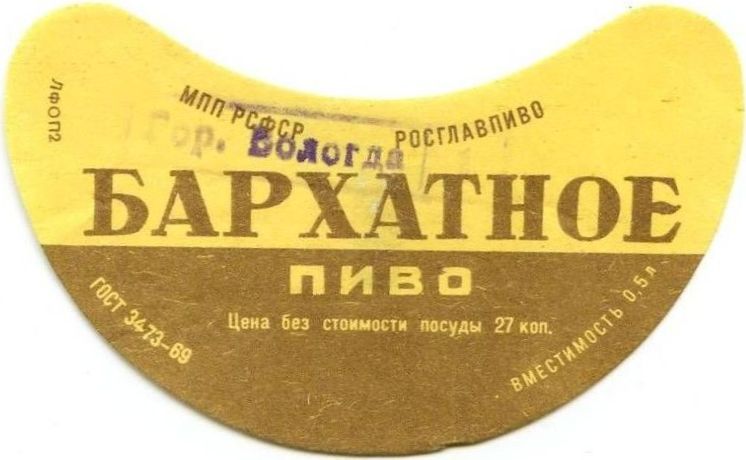 ЛФОП2
МПП РСФСР
РОСГЛАВПИВО
Гор. Вологда
БАРХАТНОЕ
ПИВО
Цена без стоимости посуды 27 коп.
ГОСТ 3473-69
ВМЕСТИМОСТЬ 0,5 л